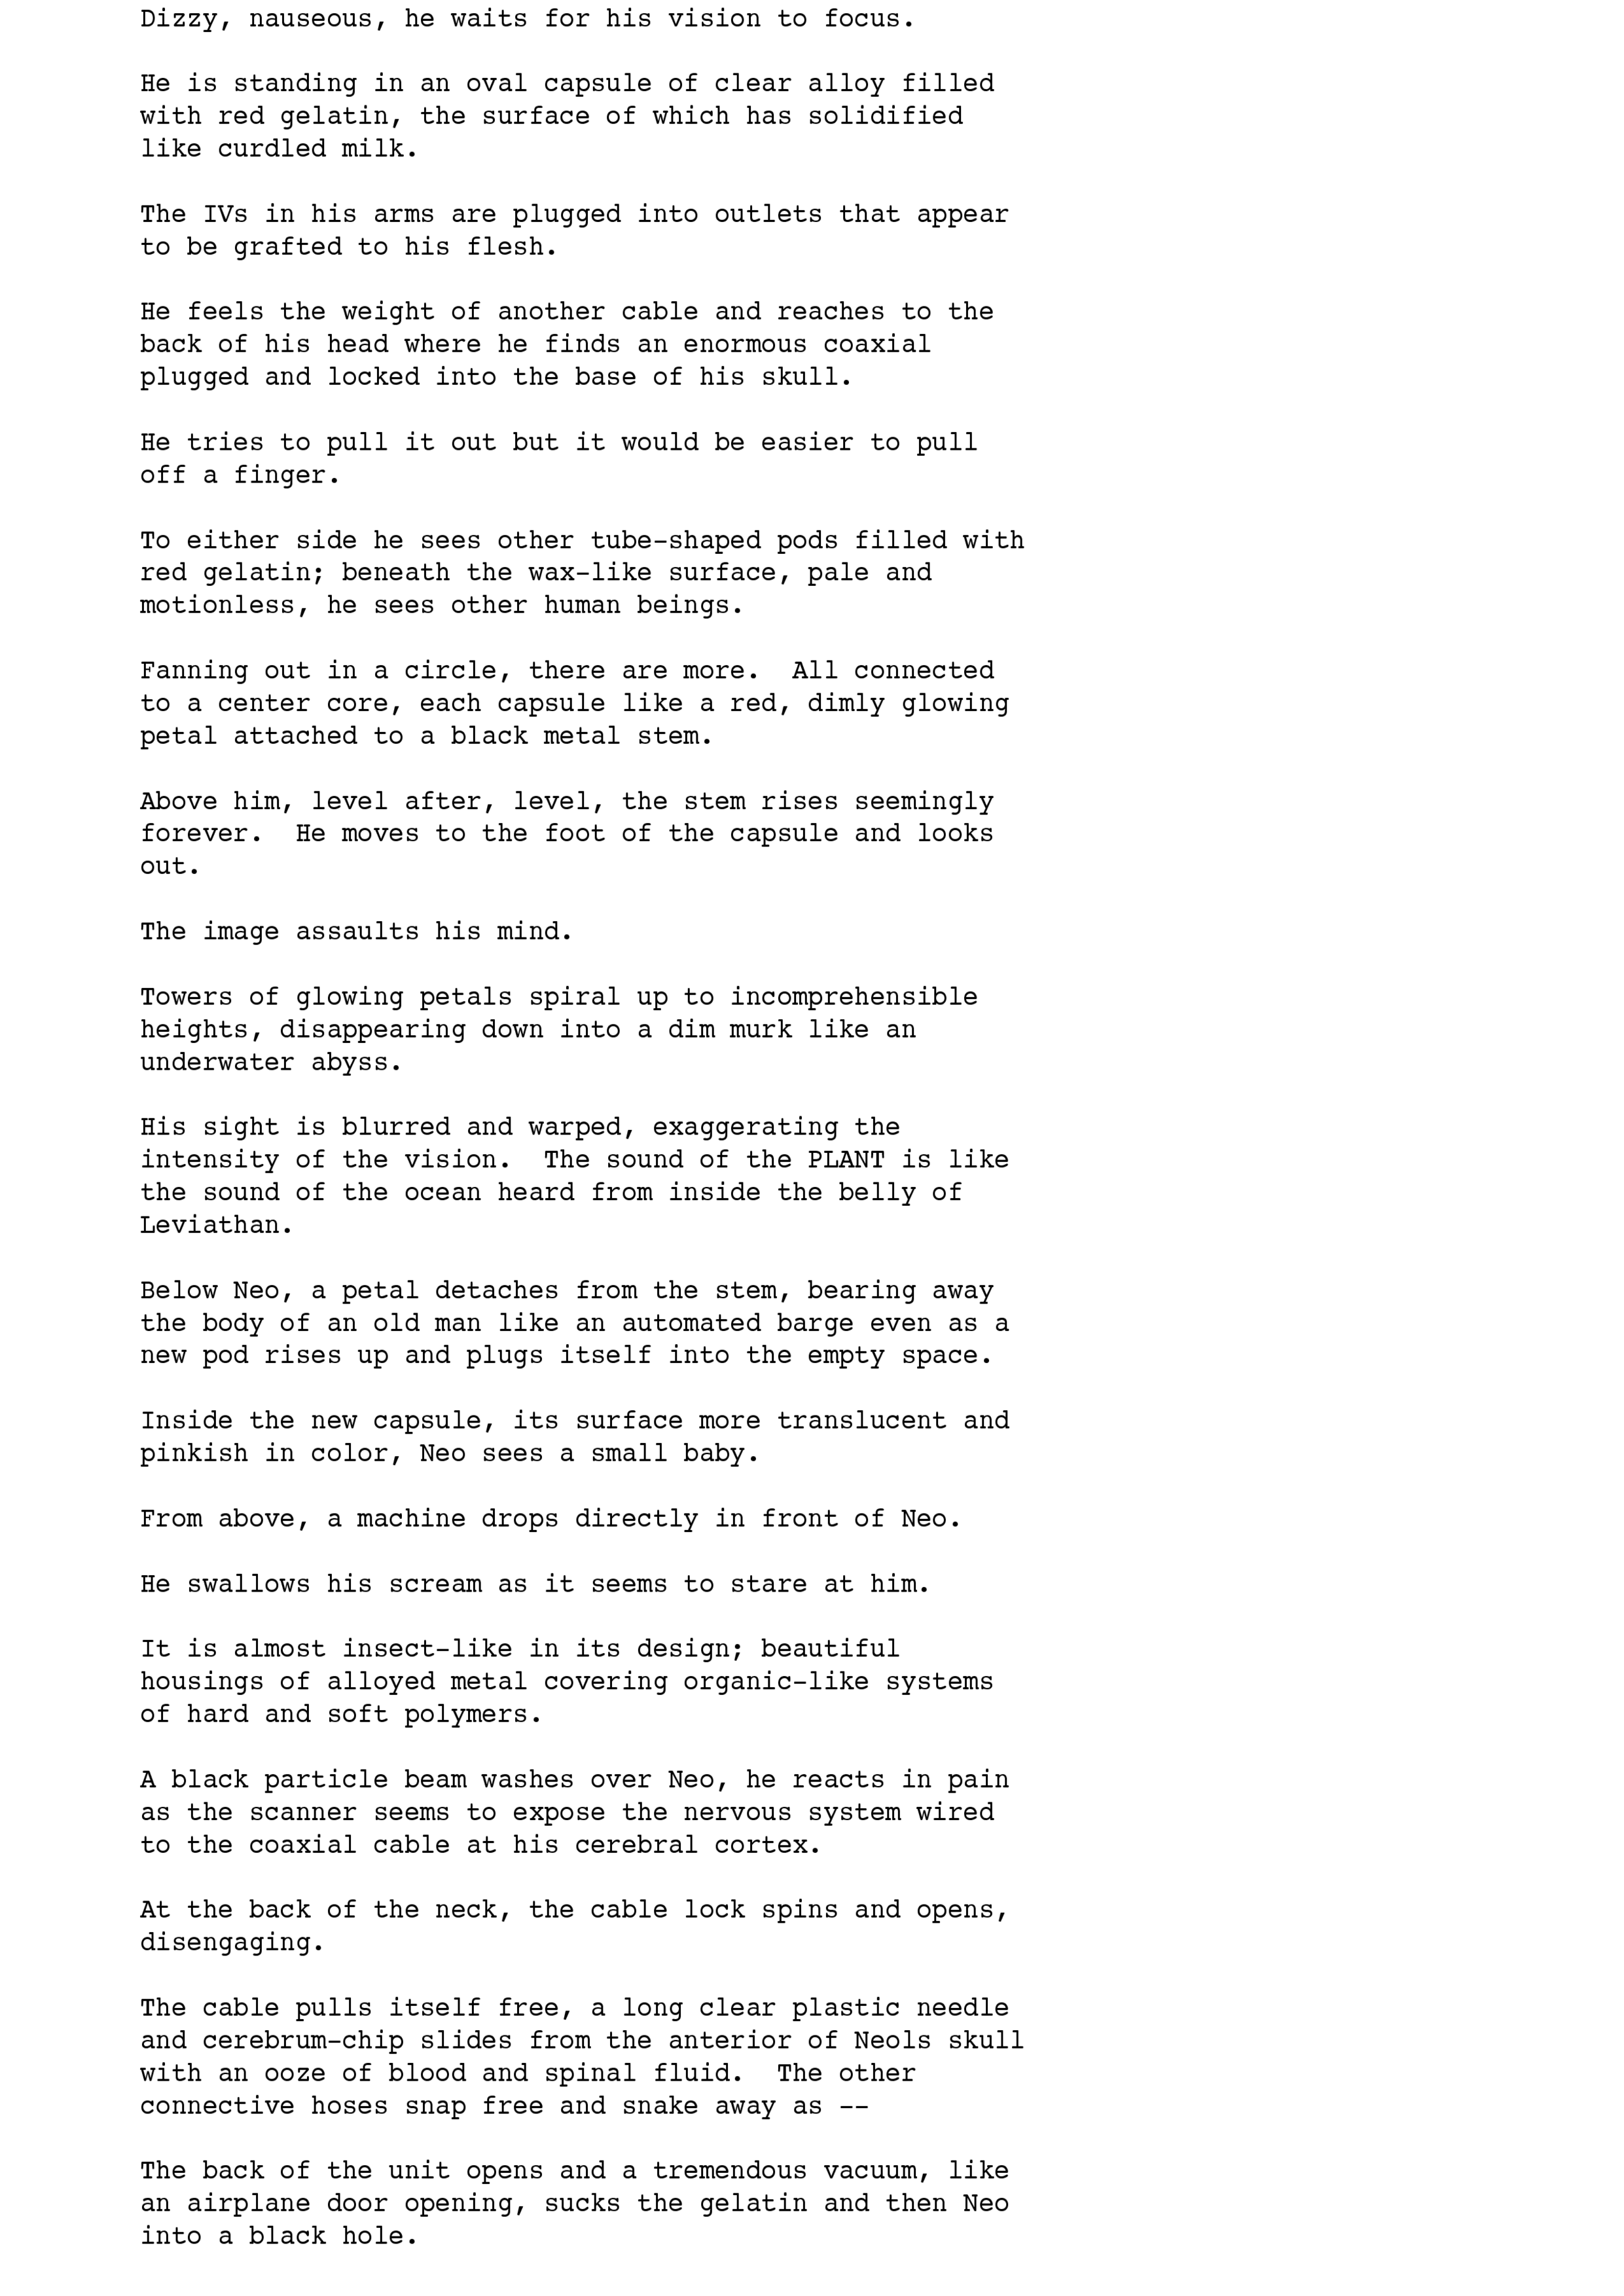 Dizzy, nauseous, he waits for his vision to focus.
He is standing in an oval capsule of clear alloy filled
with red gelatin, the surface of which has solidified
like curdled milk.
The IVs in his arms are plugged into outlets that appear
to be grafted to his flesh.
He feels the weight of another cable and reaches to the
back of his head where he finds an enormous coaxial
plugged and locked into the base of his skull.
He tries to pull it out but it would be easier to pull
off a finger.
To either side he sees other tube-shaped pods filled with
red gelatin; beneath the wax-like surface, pale and
motionless, he sees other human beings.
Fanning out in a circle, there are more.  All connected
to a center core, each capsule like a red, dimly glowing
petal attached to a black metal stem.
Above him, level after, level, the stem rises seemingly
forever.  He moves to the foot of the capsule and looks
out.
The image assaults his mind.
Towers of glowing petals spiral up to incomprehensible
heights, disappearing down into a dim murk like an
underwater abyss.
His sight is blurred and warped, exaggerating the
intensity of the vision.  The sound of the PLANT is like
the sound of the ocean heard from inside the belly of
Leviathan.
Below Neo, a petal detaches from the stem, bearing away
the body of an old man like an automated barge even as a
new pod rises up and plugs itself into the empty space.
Inside the new capsule, its surface more translucent and
pinkish in color, Neo sees a small baby.
From above, a machine drops directly in front of Neo.
He swallows his scream as it seems to stare at him.
It is almost insect-like in its design; beautiful
housings of alloyed metal covering organic-like systems
of hard and soft polymers.
A black particle beam washes over Neo, he reacts in pain
as the scanner seems to expose the nervous system wired
to the coaxial cable at his cerebral cortex.
At the back of the neck, the cable lock spins and opens,
disengaging.
The cable pulls itself free, a long clear plastic needle
and cerebrum-chip slides from the anterior of Neols skull
with an ooze of blood and spinal fluid.  The other
connective hoses snap free and snake away as --
The back of the unit opens and a tremendous vacuum, like
an airplane door opening, sucks the gelatin and then Neo
into a black hole.